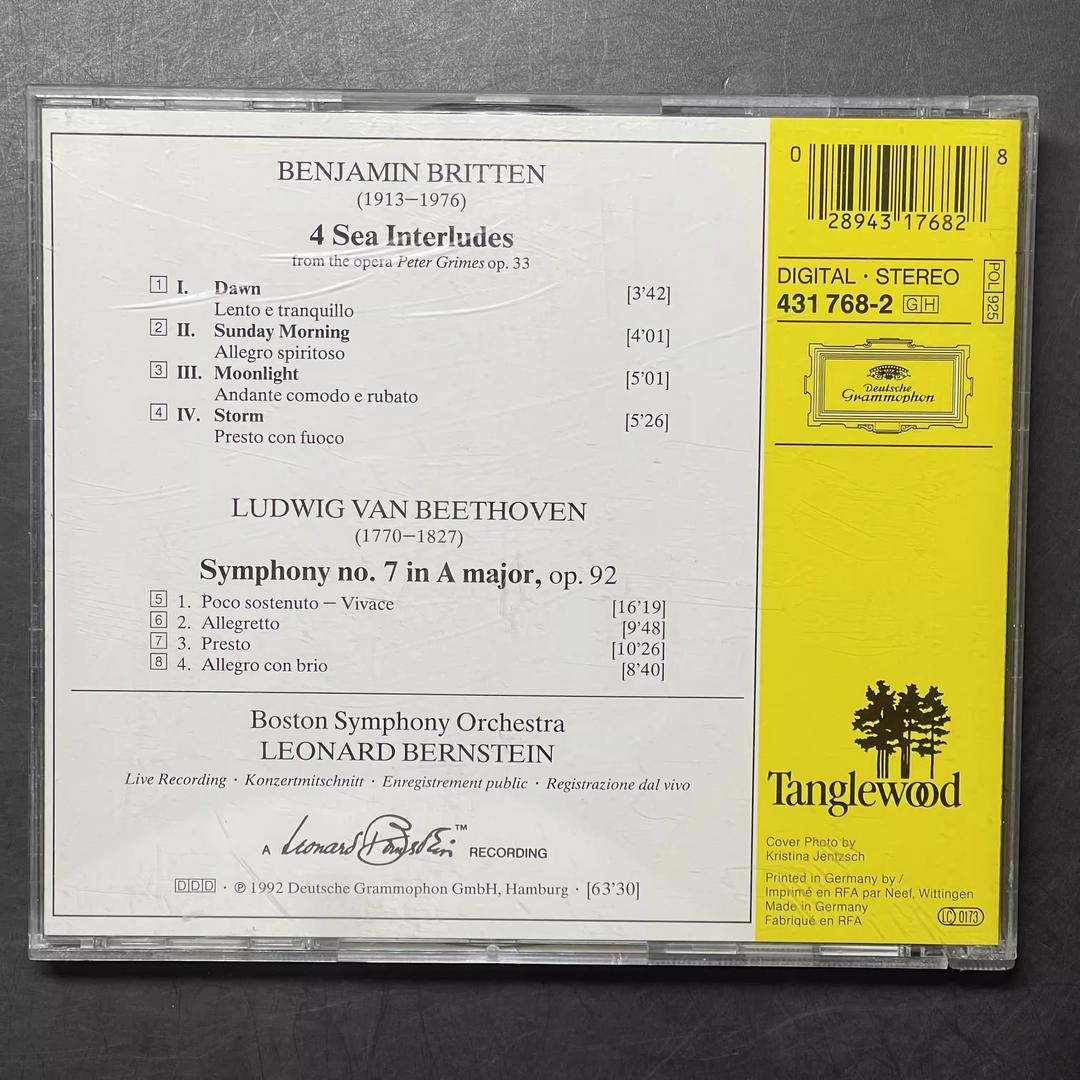 BENJAMIN BRITTEN
(1913–1976)
4 Sea Interludes
from the opera Peter Grimes op. 33
1 I. Dawn [3'42]
Lento e tranquillo
2 II. Sunday Morning [4'01]
Allegro spiritoso
3 III. Moonlight [5'01]
Andante comodo e rubato
4 IV. Storm [5'26]
Presto con fuoco
LUDWIG VAN BEETHOVEN
(1770–1827)
Symphony no. 7 in A major, op. 92
5 1. Poco sostenuto – Vivace [16'19]
6 2. Allegretto [9'48]
7 3. Presto [10'26]
8 4. Allegro con brio [8'40]
Boston Symphony Orchestra
LEONARD BERNSTEIN
Live Recording · Konzertmitschnitt · Enregistrement public · Registrazione dal vivo
A Leonard Bernstein ™ RECORDING
DDD · ℗ 1992 Deutsche Grammophon GmbH, Hamburg · [63'30]
0 28943 17682 8
DIGITAL · STEREO
431 768-2 GH
POL 925
Deutsche
Grammophon
Tanglewood
Cover Photo by
Kristina Jentzsch
Printed in Germany by /
Imprimé en RFA par Neef, Wittingen
Made in Germany
Fabriqué en RFA
LC 0173